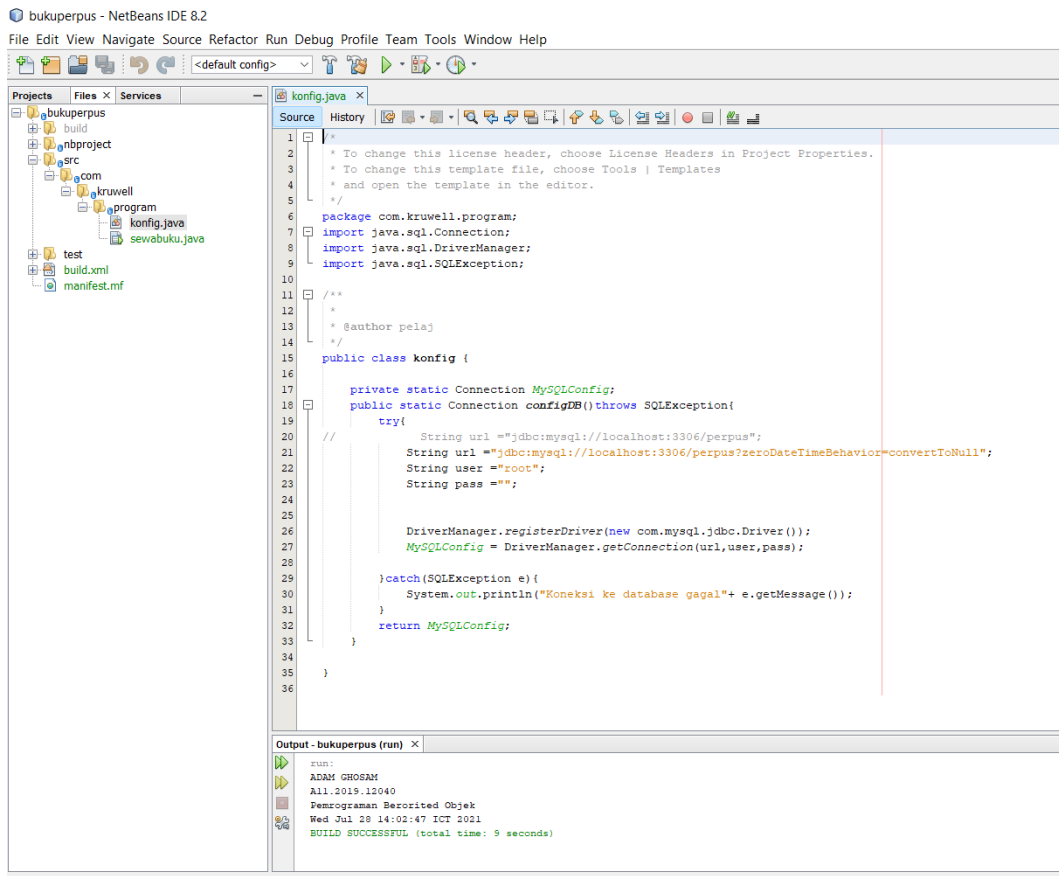 bukuperpus - NetBeans IDE 8.2
File Edit View Navigate Source Refactor Run Debug Profile Team Tools Window Help
<default config>
Projects Files Services
konfig.java
bukuperpus
build
nbproject
src
com
kruwell
program
konfig.java
sewabuku.java
test
build.xml
manifest.mf
Source History
1 /*
2 * To change this license header, choose License Headers in Project Properties.
3 * To change this template file, choose Tools | Templates
4 * and open the template in the editor.
5 */
6 package com.kruwell.program;
7 import java.sql.Connection;
8 import java.sql.DriverManager;
9 import java.sql.SQLException;
10
11 /**
12 *
13 * @author pelaj
14 */
15 public class konfig {
16
17 private static Connection MySQLConfig;
18 public static Connection configDB()throws SQLException{
19 try{
20 // String url ="jdbc:mysql://localhost:3306/perpus";
21 String url ="jdbc:mysql://localhost:3306/perpus?zeroDateTimeBehavior=convertToNull";
22 String user ="root";
23 String pass ="";
24
25
26 DriverManager.registerDriver(new com.mysql.jdbc.Driver());
27 MySQLConfig = DriverManager.getConnection(url,user,pass);
28
29 }catch(SQLException e){
30 System.out.println("Koneksi ke database gagal"+ e.getMessage());
31 }
32 return MySQLConfig;
33 }
34
35 }
36
Output - bukuperpus (run)
run:
ADAM GHOSAM
A11.2019.12040
Pemrograman Berorited Objek
Wed Jul 28 14:02:47 ICT 2021
BUILD SUCCESSFUL (total time: 9 seconds)